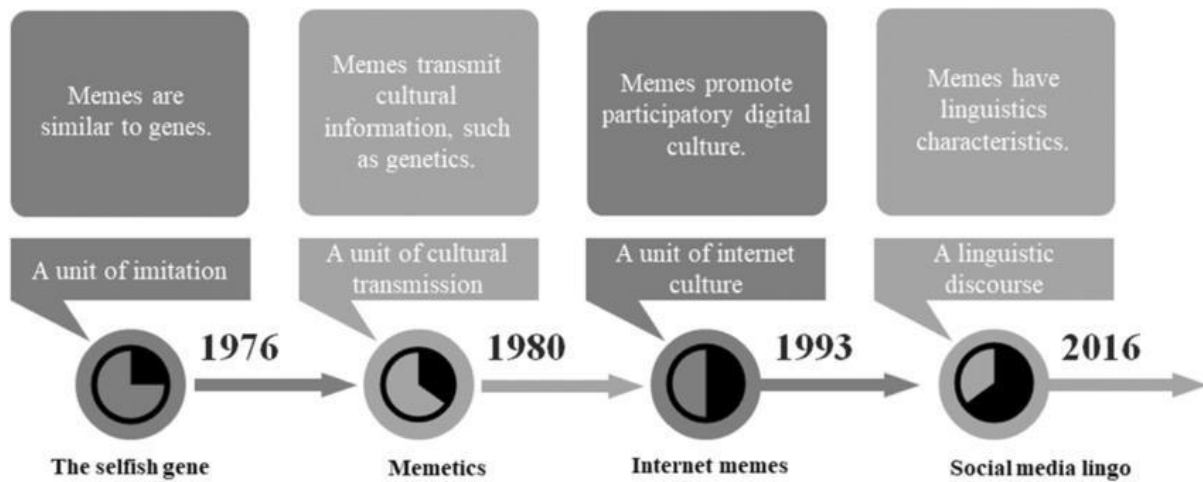 Memes are
similar to genes.
Memes transmit
cultural
information, such
as genetics.
Memes promote
participatory digital
culture.
Memes have
linguistics
characteristics.
A unit of imitation
A unit of cultural
transmission
A unit of internet
culture
A linguistic
discourse
1976
1980
1993
2016
The selfish gene
Memetics
Internet memes
Social media lingo